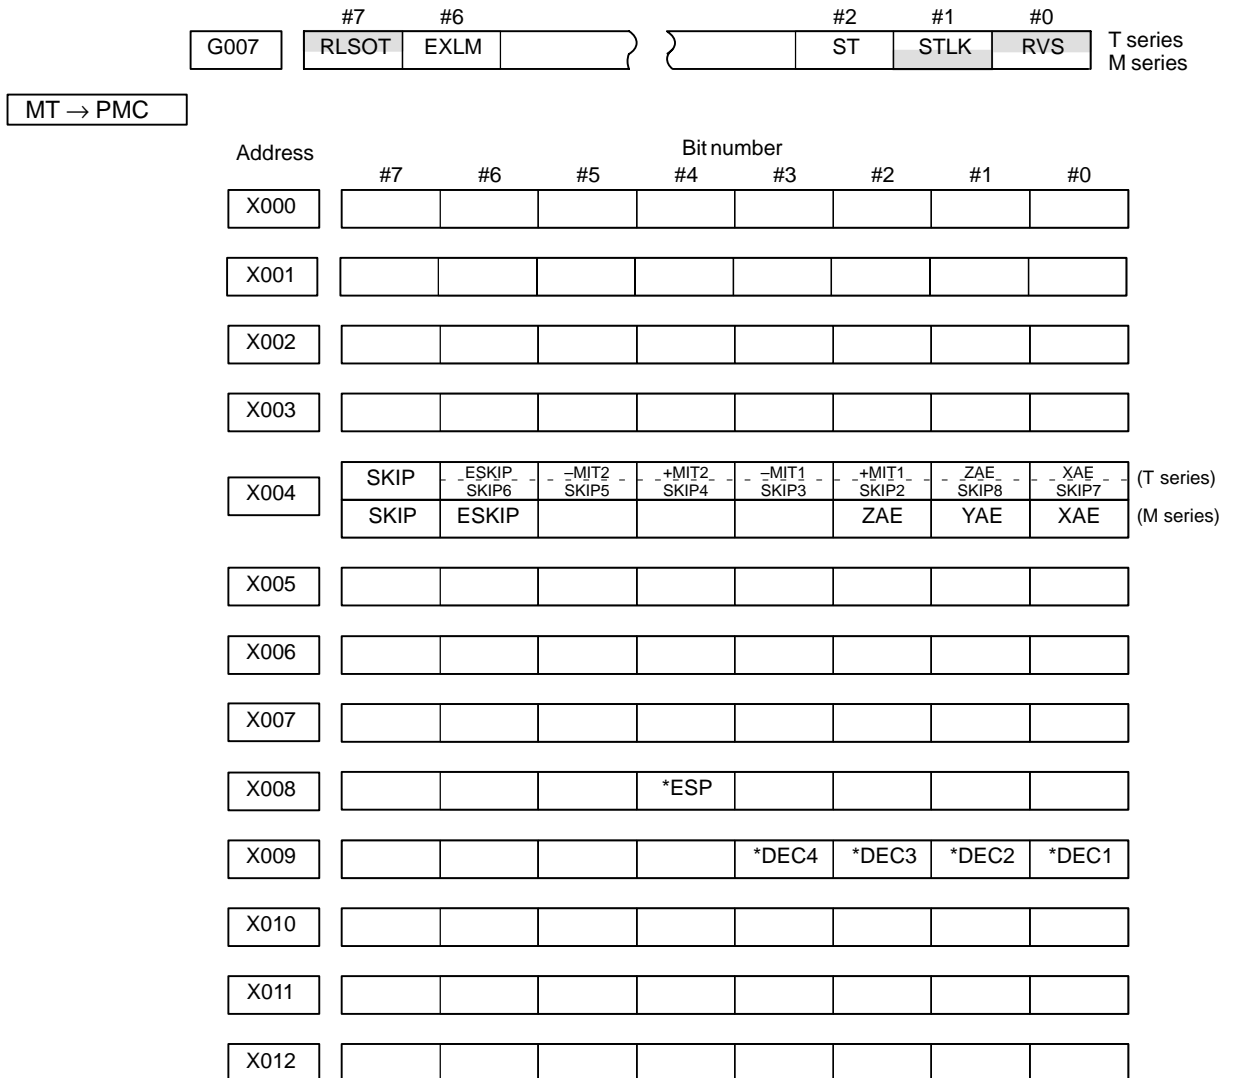 #7 #6 #2 #1 #0
G007 RLSOT EXLM ST STLK RVS T series
M series
MT → PMC
Address Bit number
#7 #6 #5 #4 #3 #2 #1 #0
X000
X001
X002
X003
X004 SKIP ESKIP –MIT2 +MIT2 –MIT1 +MIT1 ZAE XAE (T series)
SKIP6 SKIP5 SKIP4 SKIP3 SKIP2 SKIP8 SKIP7
SKIP ESKIP ZAE YAE XAE (M series)
X005
X006
X007
X008 *ESP
X009 *DEC4 *DEC3 *DEC2 *DEC1
X010
X011
X012